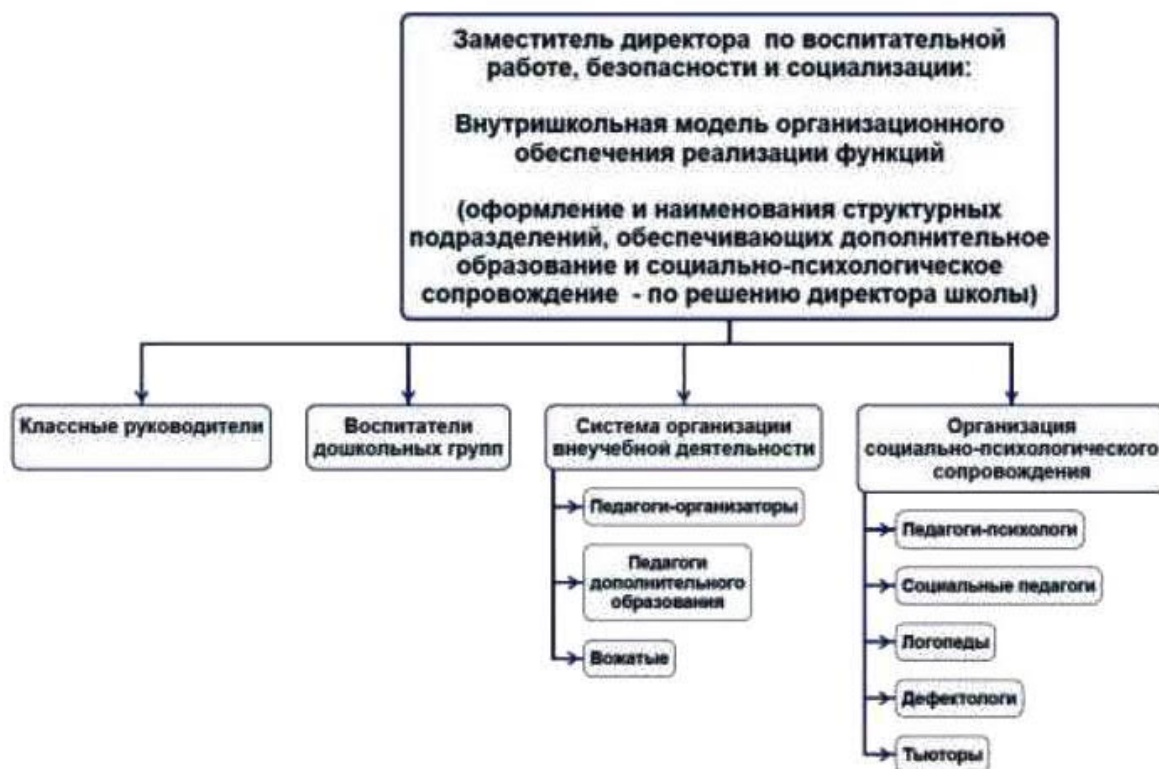 Заместитель директора по воспитательной
работе, безопасности и социализации:
Внутришкольная модель организационного
обеспечения реализации функций
(оформление и наименования структурных
подразделений, обеспечивающих дополнительное
образование и социально-психологическое
сопровождение - по решению директора школы)
Классные руководители
Воспитатели
дошкольных групп
Система организации
внеучебной деятельности
Педагоги-организаторы
Педагоги
дополнительного
образования
Вожатые
Организация
социально-психологического
сопровождения
Педагоги-психологи
Социальные педагоги
Логопеды
Дефектологи
Тьюторы